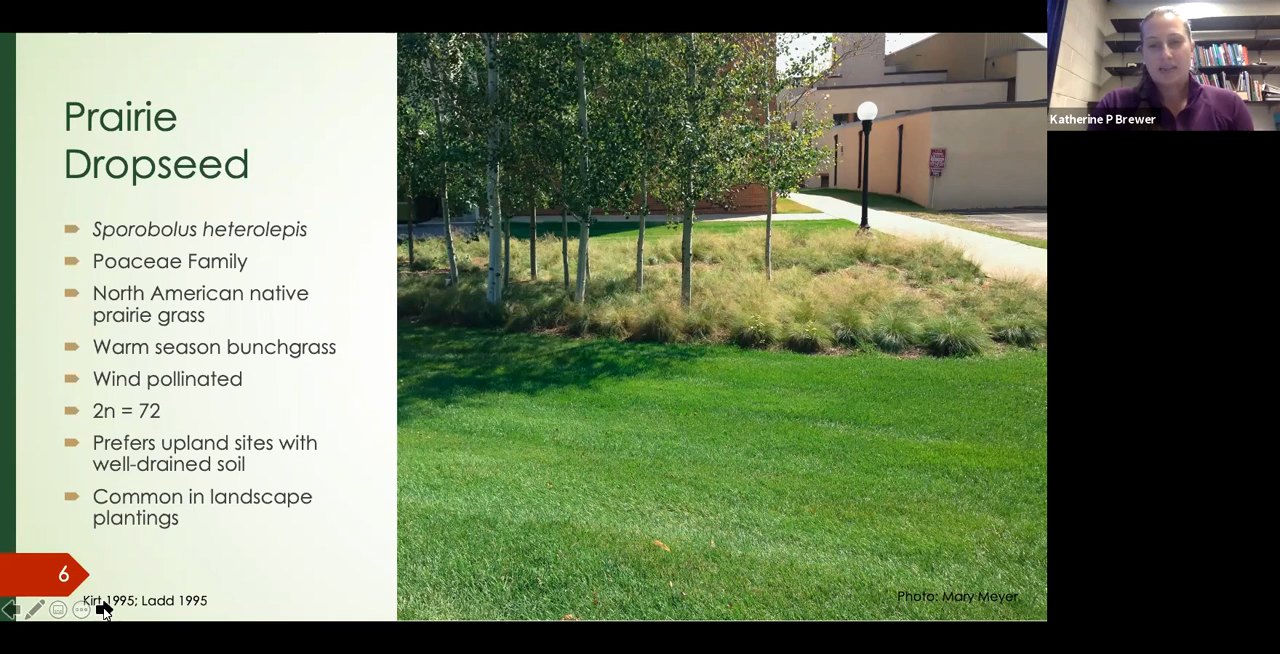 Prairie
Dropseed
Sporobolus heterolepis
Poaceae Family
North American native
prairie grass
Warm season bunchgrass
Wind pollinated
2n = 72
Prefers upland sites with
well-drained soil
Common in landscape
plantings
6
Kirt 1995; Ladd 1995
Photo: Mary Meyer
Katherine P Brewer